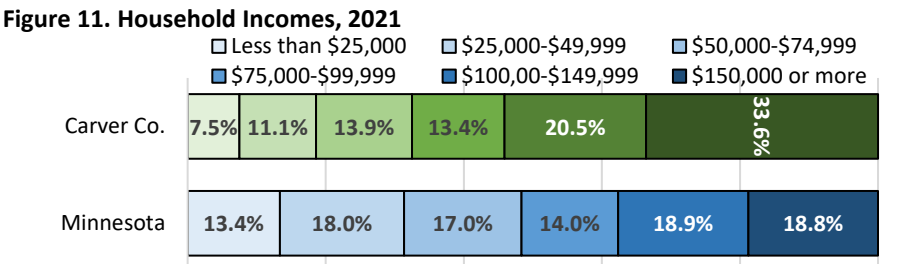 Figure 11. Household Incomes, 2021
Less than $25,000 $25,000-$49,999 $50,000-$74,999
$75,000-$99,999 $100,00-$149,999 $150,000 or more
Carver Co. 7.5% 11.1% 13.9% 13.4% 20.5% 33.6%
Minnesota 13.4% 18.0% 17.0% 14.0% 18.9% 18.8%